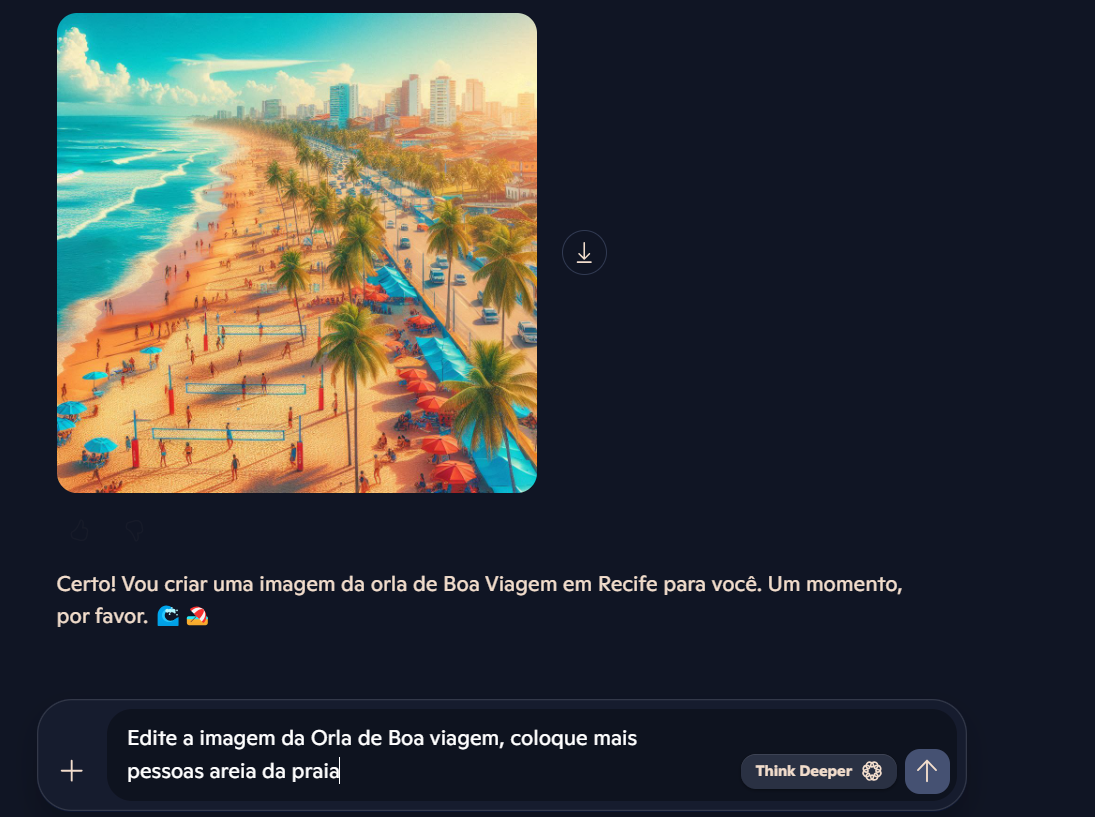 Certo! Vou criar uma imagem da orla de Boa Viagem em Recife para você. Um momento,
por favor. 🌊 🏖️
Edite a imagem da Orla de Boa viagem, coloque mais
pessoas areia da praia
Think Deeper